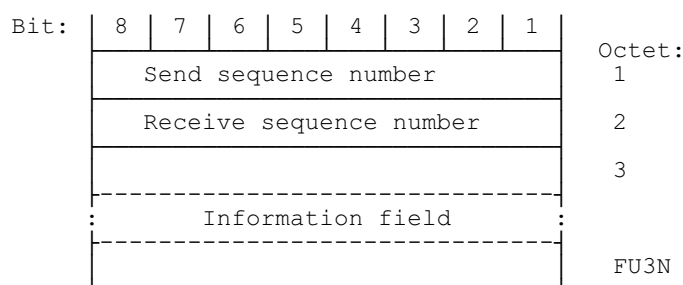 Bit: 8 7 6 5 4 3 2 1
Octet:
Send sequence number 1
Receive sequence number 2
3
Information field
FU3N